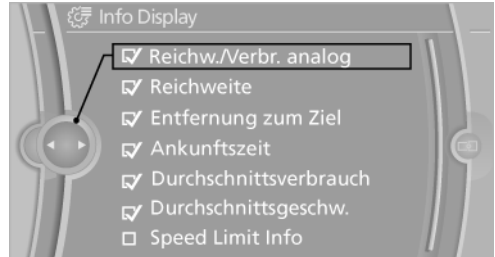 Info Display
Reichw./Verbr. analog
Reichweite
Entfernung zum Ziel
Ankunftszeit
Durchschnittsverbrauch
Durchschnittsgeschw.
Speed Limit Info